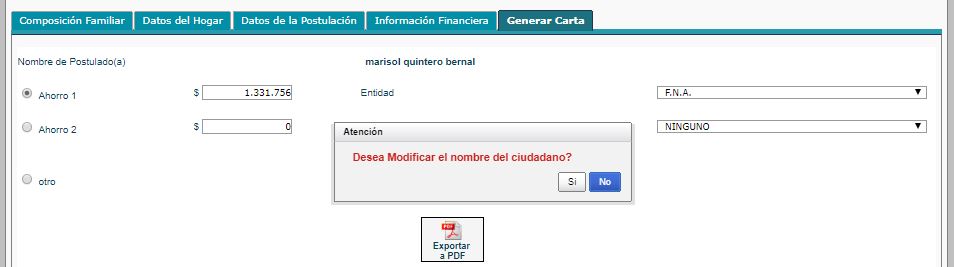 Composición Familiar Datos del Hogar Datos de la Postulación Información Financiera Generar Carta
Nombre de Postulado(a) marisol quintero bernal
Ahorro 1 $ 1.331.756 Entidad F.N.A.
Ahorro 2 $ 0 NINGUNO
Atención
Desea Modificar el nombre del ciudadano?
Si No
otro
PDF
Exportar
a PDF